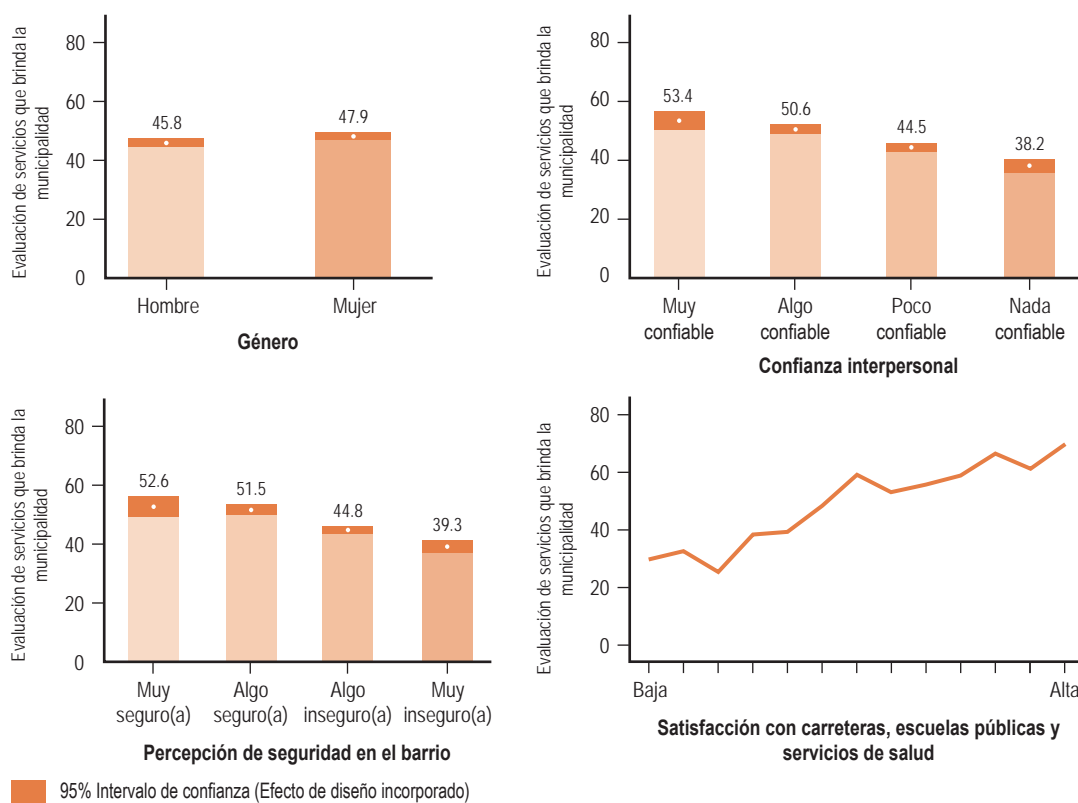 Evaluación de servicios que brinda la
municipalidad
80
60
40
20
0
45.8
47.9
Hombre
Mujer
Género
Evaluación de servicios que brinda la
municipalidad
80
60
40
20
0
53.4
50.6
44.5
38.2
Muy
confiable
Algo
confiable
Poco
confiable
Nada
confiable
Confianza interpersonal
Evaluación de servicios que brinda la
municipalidad
80
60
40
20
0
52.6
51.5
44.8
39.3
Muy
seguro(a)
Algo
seguro(a)
Algo
inseguro(a)
Muy
inseguro(a)
Percepción de seguridad en el barrio
Evaluación de servicios que brinda la
municipalidad
80
60
40
20
0
Baja
Alta
Satisfacción con carreteras, escuelas públicas y
servicios de salud
95% Intervalo de confianza (Efecto de diseño incorporado)